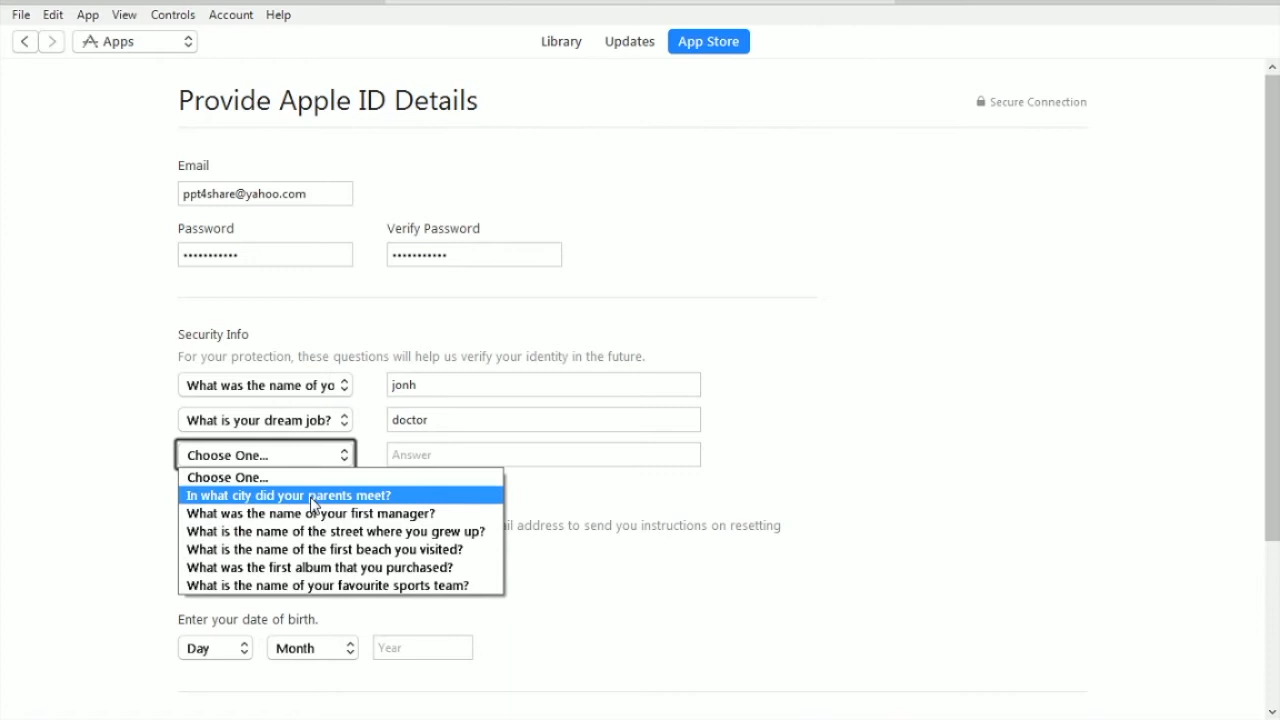 File Edit App View Controls Account Help
Apps Library Updates App Store
Provide Apple ID Details Secure Connection
Email
ppt4share@yahoo.com
Password Verify Password
••••••••••• •••••••••••
Security Info
For your protection, these questions will help us verify your identity in the future.
What was the name of yo jonh
What is your dream job? doctor
Choose One... Answer
Choose One...
In what city did your parents meet?
What was the name of your first manager?
What is the name of the street where you grew up? address to send you instructions on resetting
What is the name of the first beach you visited?
What was the first album that you purchased?
What is the name of your favourite sports team?
Enter your date of birth.
Day Month Year